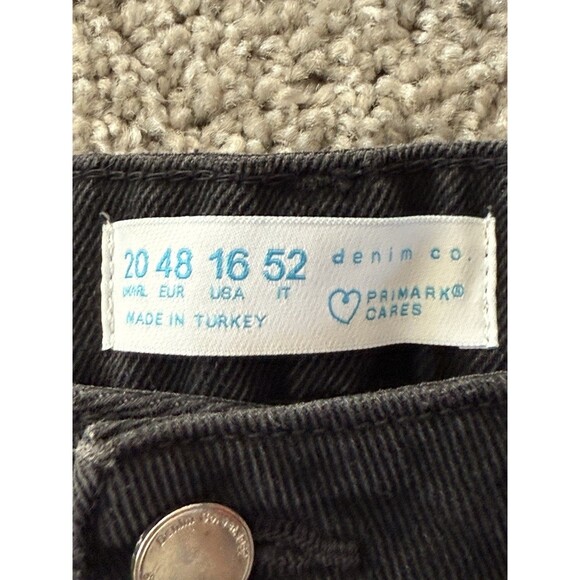 20 48 16 52
UK/IRL EUR USA IT
MADE IN TURKEY
denim co.
PRIMARK®
CARES